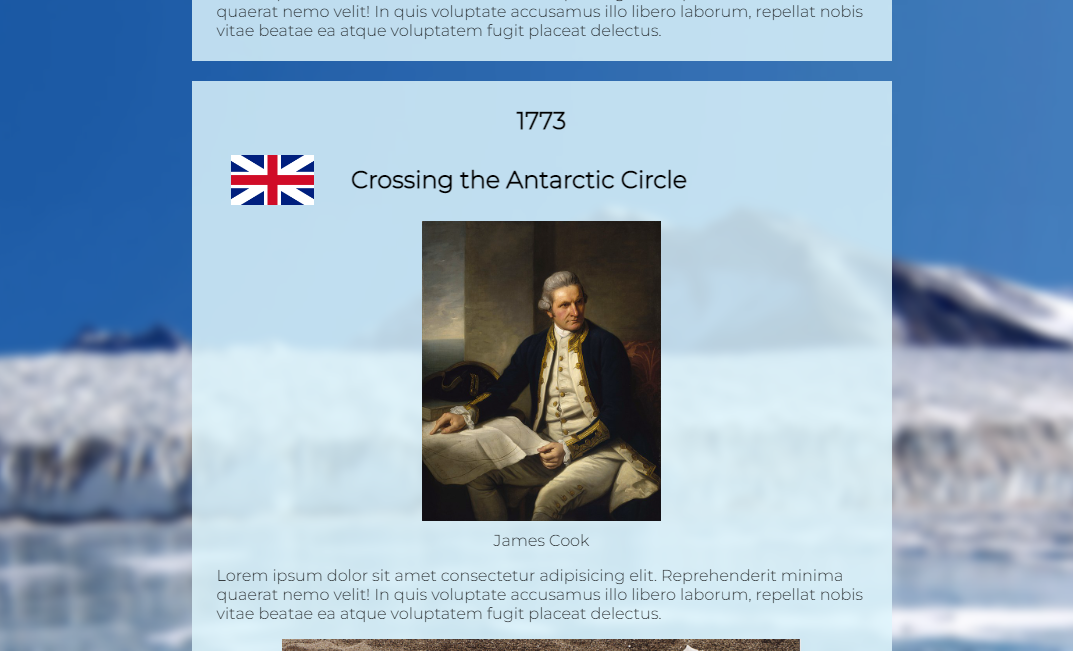 quaerat nemo velit! In quis voluptate accusamus illo libero laborum, repellat nobis
vitae beatae ea atque voluptatem fugit placeat delectus.
1773
Crossing the Antarctic Circle
James Cook
Lorem ipsum dolor sit amet consectetur adipisicing elit. Reprehenderit minima
quaerat nemo velit! In quis voluptate accusamus illo libero laborum, repellat nobis
vitae beatae ea atque voluptatem fugit placeat delectus.